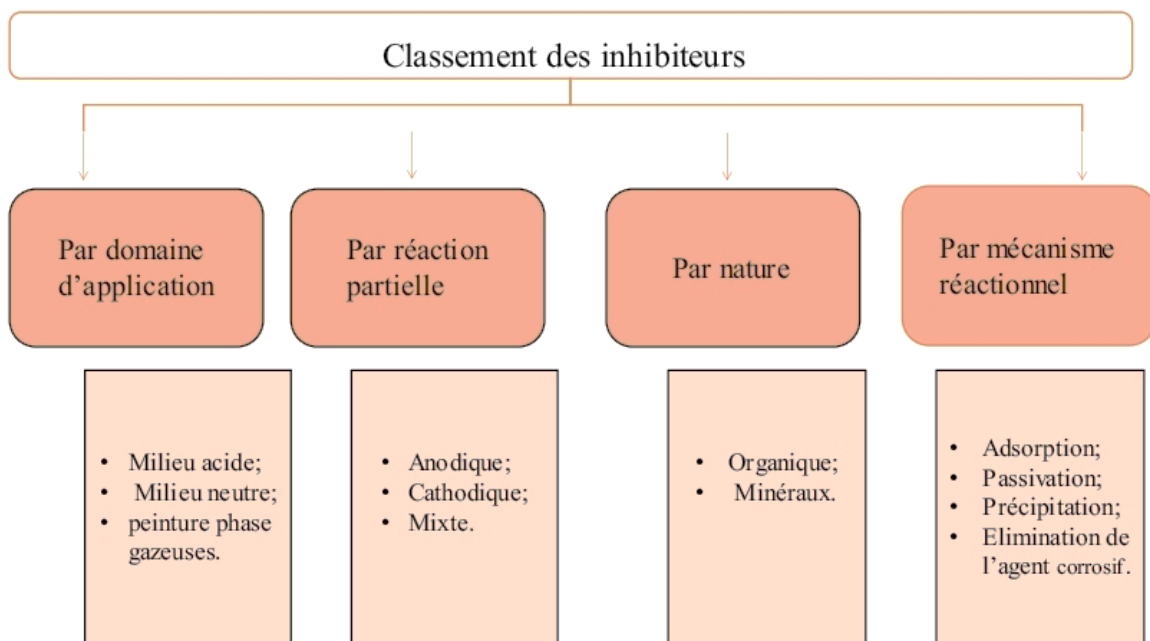 Classement des inhibiteurs
Par domaine
d’application
Par réaction
partielle
Par nature
Par mécanisme
réactionnel
• Milieu acide;
• Milieu neutre;
• peinture phase
gazeuses.
• Anodique;
• Cathodique;
• Mixte.
• Organique;
• Minéraux.
• Adsorption;
• Passivation;
• Précipitation;
• Elimination de
l’agent corrosif.